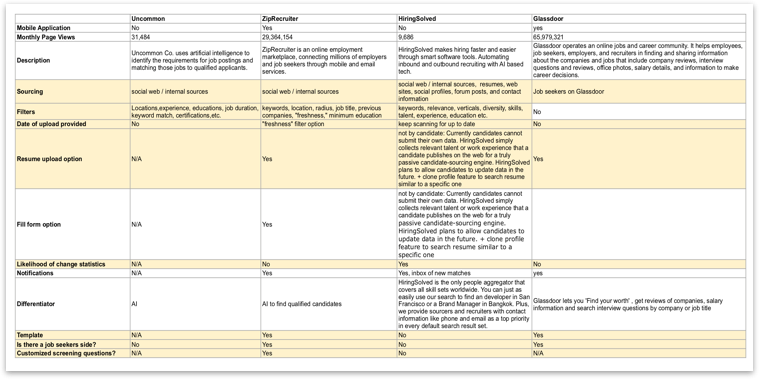 Uncommon ZipRecruiter HiringSolved Glassdoor
Mobile Application No Yes No yes
Monthly Page Views 31,484 29,364,154 9,686 65,979,321
Description
Uncommon Co. uses artificial intelligence to
identify the requirements for job postings and
matching those jobs to qualified applicants.
ZipRecruiter is an online employment
marketplace, connecting millions of employers
and job seekers through mobile and email
services.
HiringSolved makes hiring faster and easier
through smart software tools. Automating
inbound and outbound recruiting with AI based
tech.
Glassdoor operates an online jobs and career community. It helps employees,
job seekers, employers, and recruiters in finding and sharing information
about the companies and jobs that include company reviews, interview
questions and reviews, office photos, salary details, and information to make
career decisions.
Sourcing
social web / internal sources
social web / internal sources
social web / internal sources, resumes, web
sites, social profiles, forum posts, and contact
information
Job seekers on Glassdoor
Filters
Locations,experience, educations, job duration,
keyword match, certifications,etc.
keywords, location, radius, job title, previous
companies, "freshness," minimum education
keywords, relevance, verticals, diversity, skills,
talent, experience, education etc.
No
Date of upload provided No "freshness" filter option keep scanning for up to date No
Resume upload option
N/A
Yes
not by candidate: Currently candidates cannot
submit their own data. HiringSolved simply
collects relevant talent or work experience that a
candidate publishes on the web for a truly
passive candidate-sourcing engine. HiringSolved
plans to allow candidates to update data in the
future. + clone profile feature to search resume
similar to a specific one
Yes
Fill form option
N/A
Yes
not by candidate: Currently candidates cannot
submit their own data. HiringSolved simply
collects relevant talent or work experience that a
candidate publishes on the web for a truly
passive candidate-sourcing engine.
HiringSolved plans to allow candidates to
update data in the future. + clone profile
feature to search resume similar to a
specific one
Likelihood of change statistics N/A No Yes No
Notifications N/A Yes Yes, inbox of new matches yes
Differentiator
AI
AI to find qualified candidates
HiringSolved is the only people aggregator that
covers all skill sets worldwide. You can just as
easily use our search to find an developer in San
Francisco or a Brand Manager in Bangkok. Plus,
we provide sourcers and recruiters with contact
information like phone and email as a top priority
in every default search result set.
Glassdoor lets you 'Find your worth' , get reviews of companies, salary
information and search interview questions by company or job title
Template N/A Yes No Yes
Is there a job seekers side? No Yes No Yes
Customized screening questions? N/A Yes No N/A